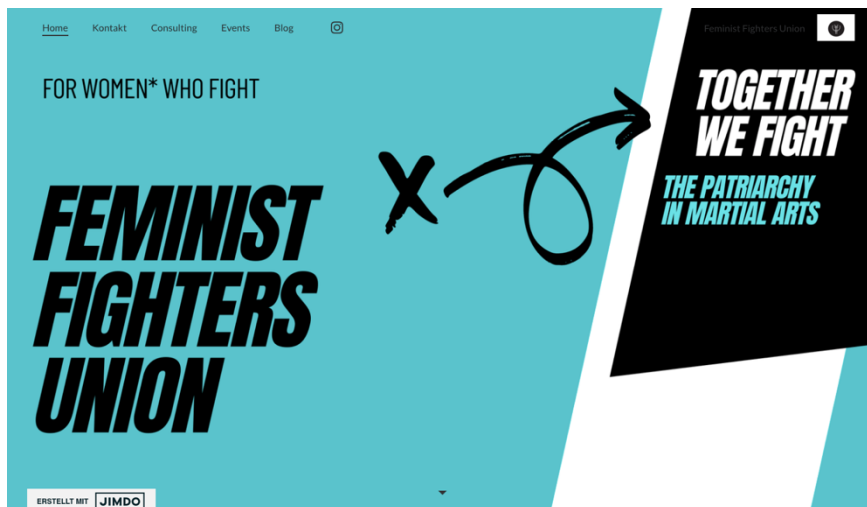 Home Kontakt Consulting Events Blog
Feminist Fighters Union
FOR WOMEN* WHO FIGHT
TOGETHER
WE FIGHT
THE PATRIARCHY
IN MARTIAL ARTS
FEMINIST
FIGHTERS
UNION
ERSTELLT MIT JIMDO